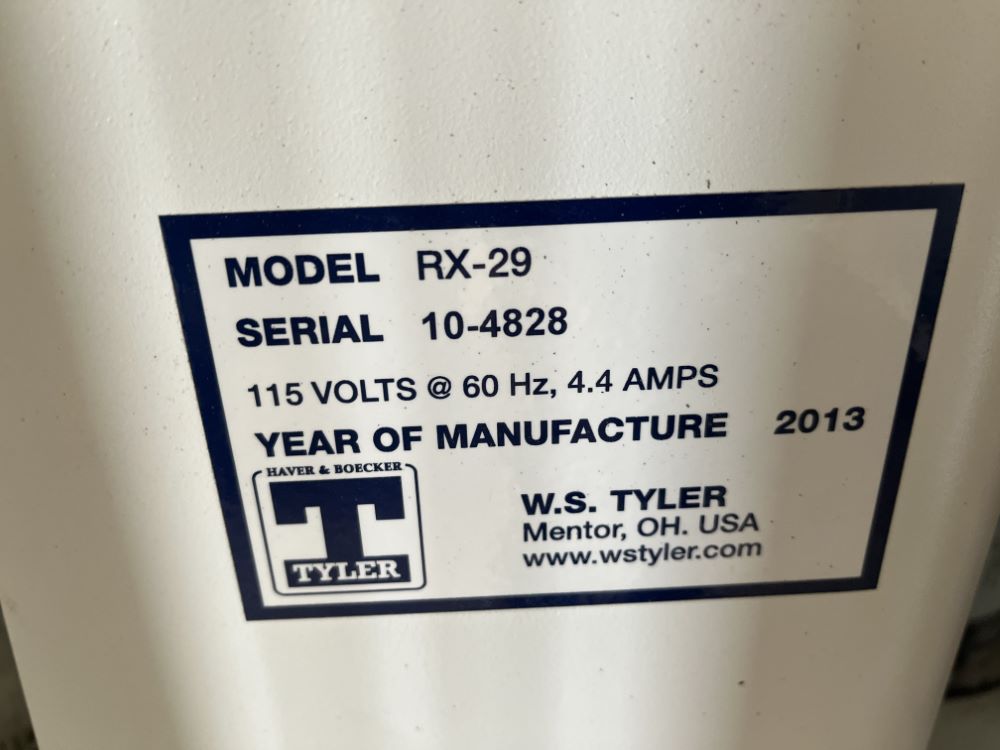 MODEL RX-29
SERIAL 10-4828
115 VOLTS @ 60 Hz, 4.4 AMPS
YEAR OF MANUFACTURE 2013
HAVER & BOECKER
T
TYLER
W.S. TYLER
Mentor, OH. USA
www.wstyler.com